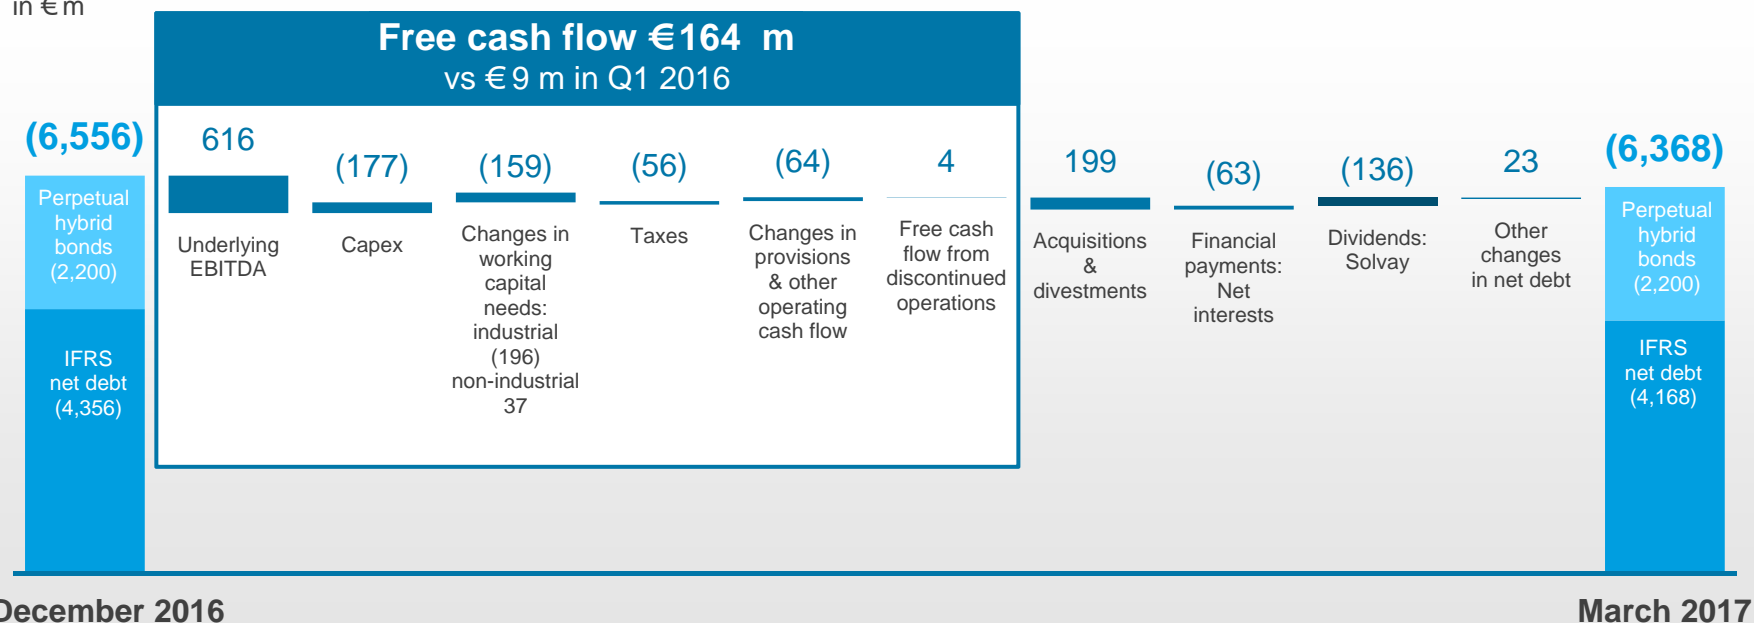 in €m
Free cash flow €164 m
vs €9 m in Q1 2016
(6,556)
Perpetual
hybrid
bonds
(2,200)
IFRS
net debt
(4,356)
616
Underlying
EBITDA
(177)
Capex
(159)
Changes in
working
capital
needs:
industrial
(196)
non-industrial
37
(56)
Taxes
(64)
Changes in
provisions
& other
operating
cash flow
4
Free cash
flow from
discontinued
operations
199
Acquisitions
&
divestments
(63)
Financial
payments:
Net
interests
(136)
Dividends:
Solvay
23
Other
changes
in net debt
(6,368)
Perpetual
hybrid
bonds
(2,200)
IFRS
net debt
(4,168)
December 2016
March 2017